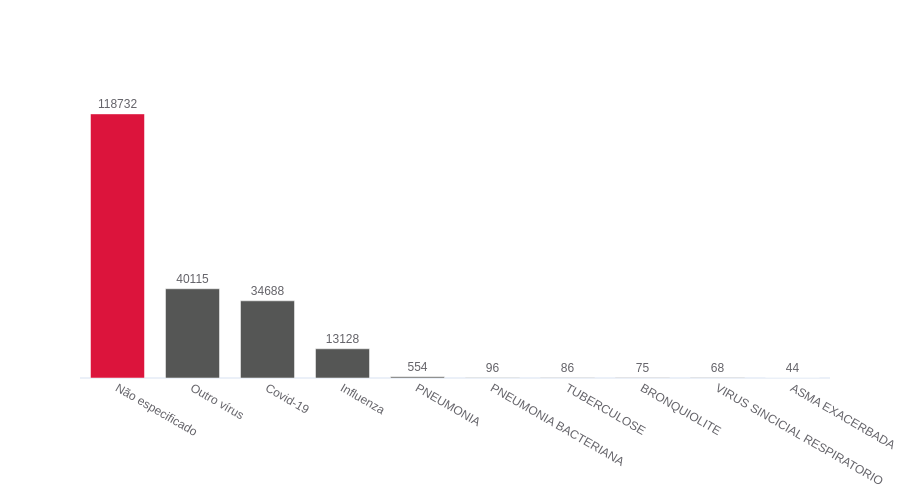 118732
40115
34688
13128
554
96
86
75
68
44
Não especificado
Outro vírus
Covid-19
Influenza
PNEUMONIA
PNEUMONIA BACTERIANA
TUBERCULOSE
BRONQUIOLITE
VIRUS SINCICIAL RESPIRATORIO
ASMA EXACERBADA